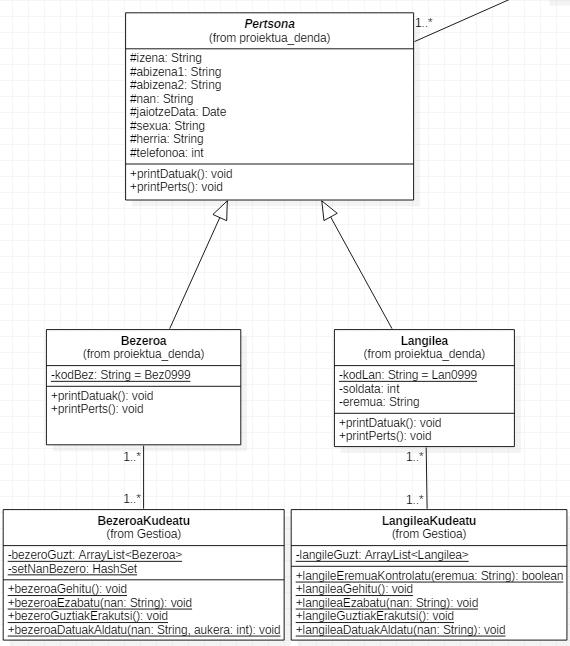 Pertsona
(from proiektua_denda)
1..*
#izena: String
#abizena1: String
#abizena2: String
#nan: String
#jaiotzeData: Date
#sexua: String
#herria: String
#telefonoa: int
+printDatuak(): void
+printPerts(): void
Bezeroa
(from proiektua_denda)
-kodBez: String = Bez0999
+printDatuak(): void
+printPerts(): void
Langilea
(from proiektua_denda)
-kodLan: String = Lan0999
-soldata: int
-eremua: String
+printDatuak(): void
+printPerts(): void
1..*
1..*
1..*
1..*
BezeroaKudeatu
(from Gestioa)
-bezeroGuzt: ArrayList<Bezeroa>
-setNanBezero: HashSet
+bezeroaGehitu(): void
+bezeroaEzabatu(nan: String): void
+bezeroGuztiakErakutsi(): void
+bezeroaDatuakAldatu(nan: String, aukera: int): void
LangileaKudeatu
(from Gestioa)
-langileGuzt: ArrayList<Langilea>
+langileEremuaKontrolatu(eremua: String): boolean
+langileaGehitu(): void
+langileaEzabatu(nan: String): void
+langileGuztiakErakutsi(): void
+langileaDatuakAldatu(nan: String): void